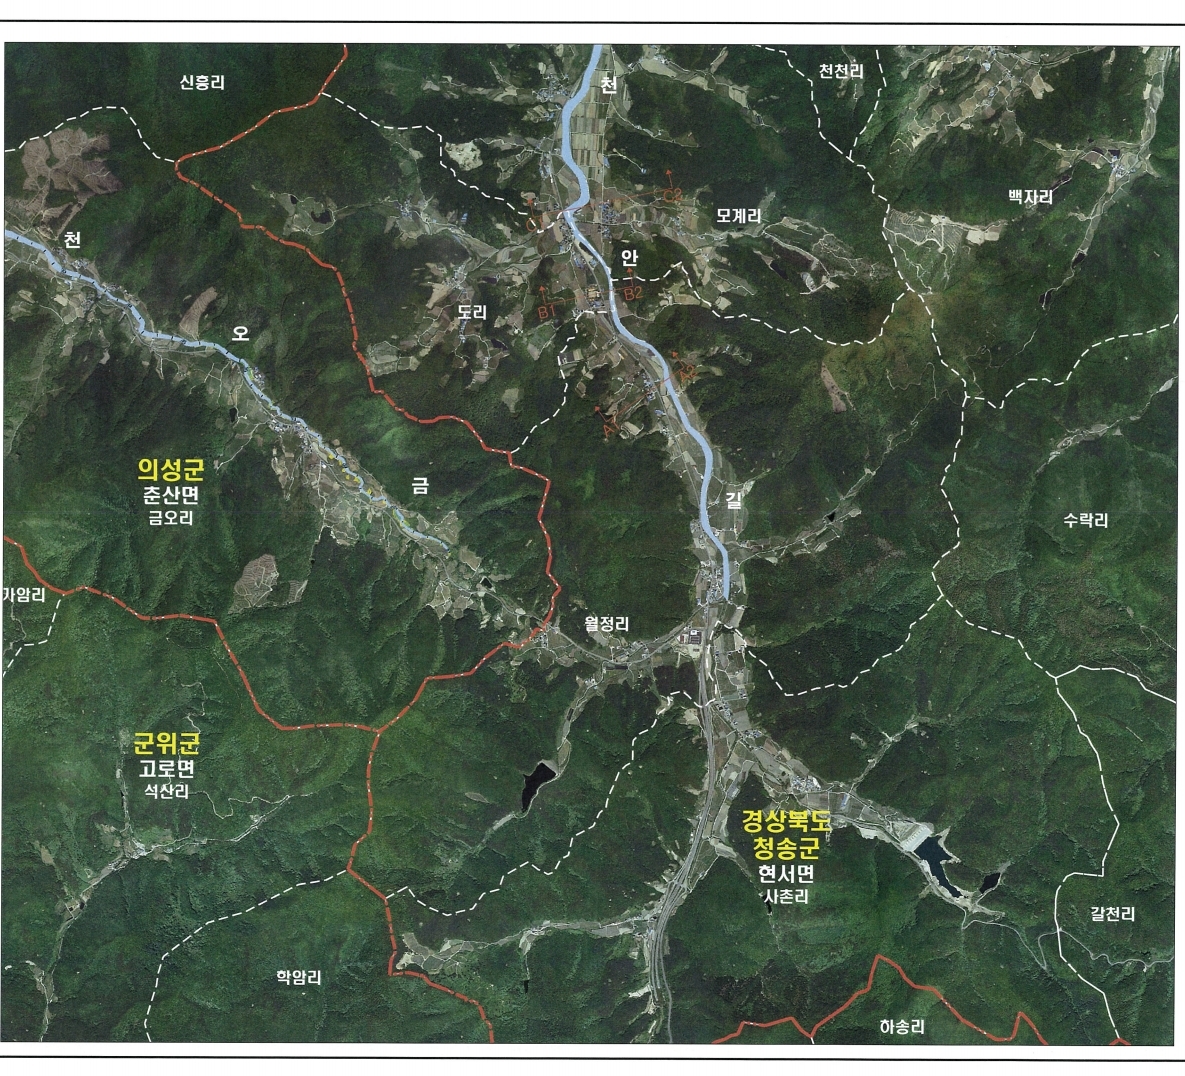 신흥리
천
천천리
백자리
C2
모계리
천
안
B2
B1
도리
오
A2
A1
의성군
춘산면
금오리
금
길
수락리
가암리
월정리
군위군
고로면
석산리
경상북도
청송군
현서면
사촌리
갈천리
학암리
하송리